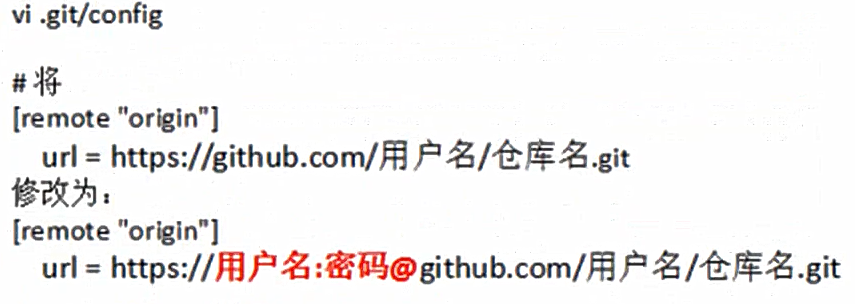 vi .git/config
# 将
[remote "origin"]
url = https://github.com/用户名/仓库名.git
修改为：
[remote "origin"]
url = https://用户名:密码@github.com/用户名/仓库名.git